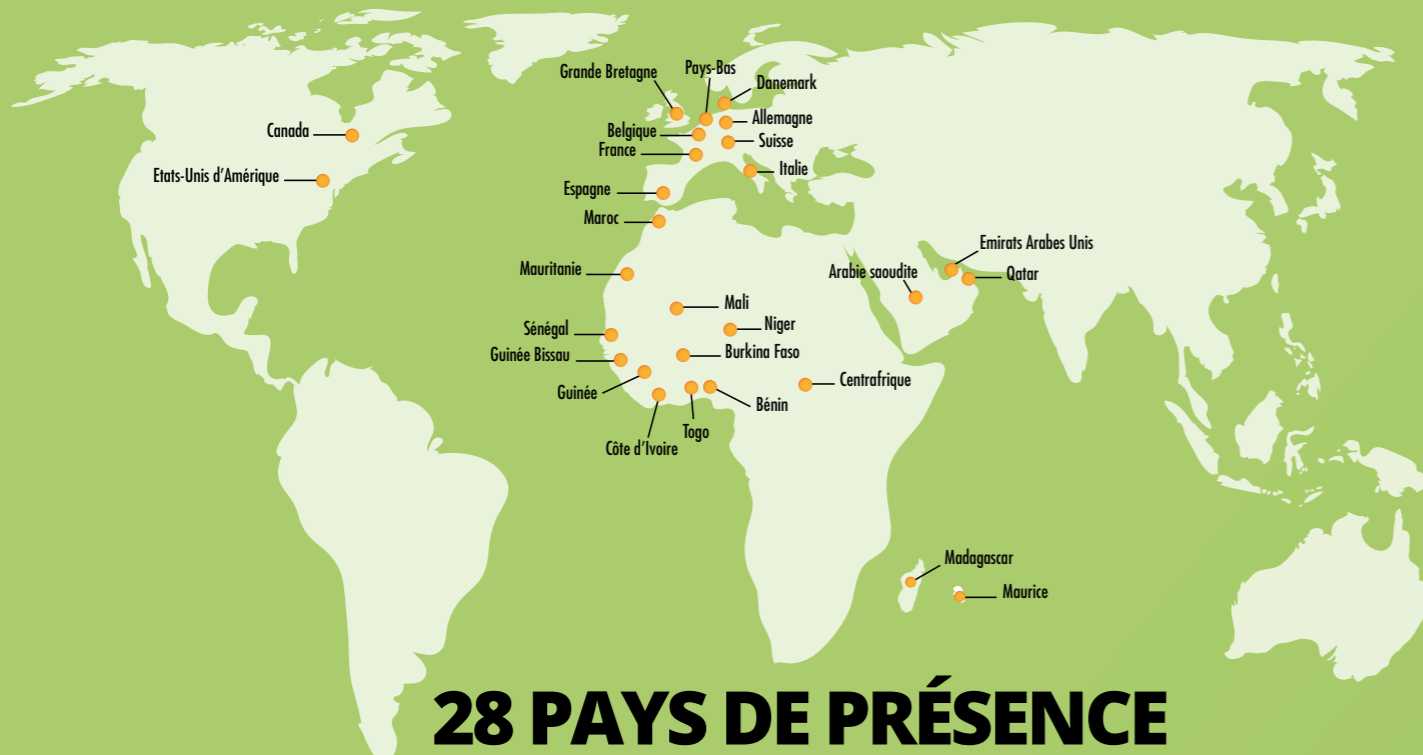 Grande Bretagne
Pays-Bas
Danemark
Canada
Belgique
Allemagne
France
Suisse
Etats-Unis d'Amérique
Italie
Espagne
Maroc
Emirats Arabes Unis
Mauritanie
Arabie saoudite
Qatar
Mali
Sénégal
Niger
Guinée Bissau
Burkina Faso
Guinée
Centrafrique
Bénin
Togo
Côte d'Ivoire
Madagascar
Maurice
28 PAYS DE PRÉSENCE